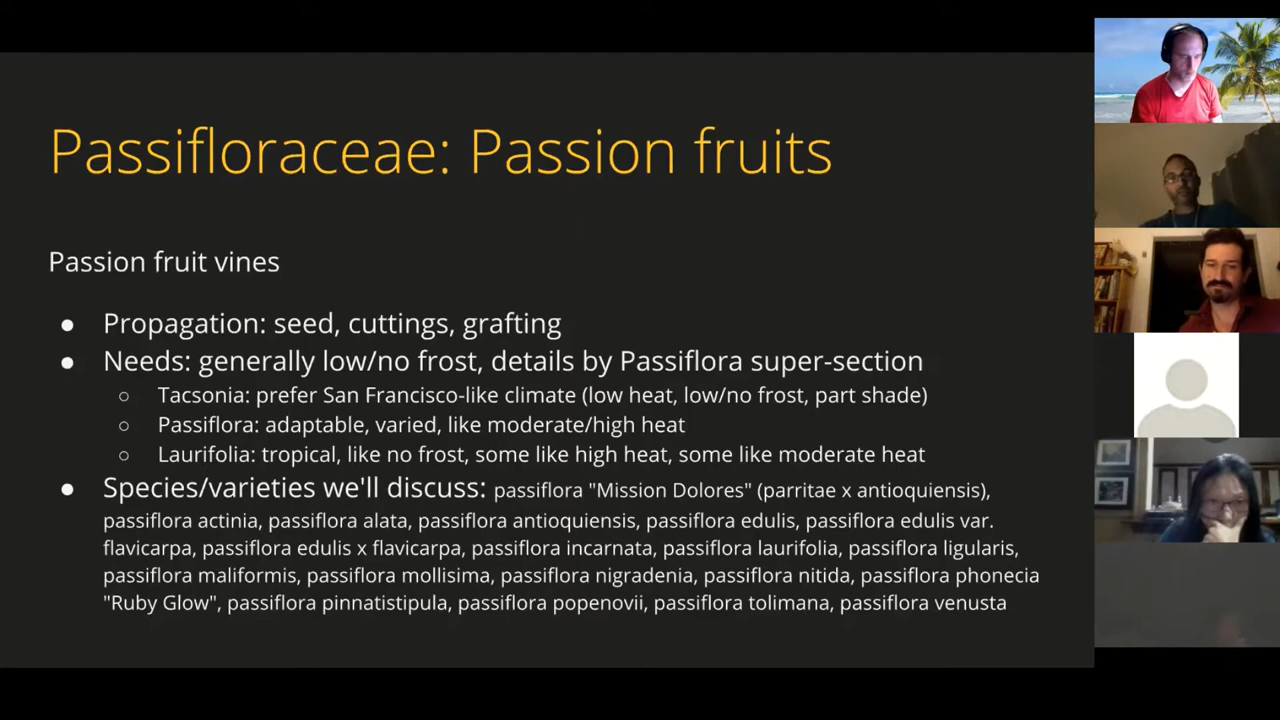 Passifloraceae: Passion fruits
Passion fruit vines
● Propagation: seed, cuttings, grafting
● Needs: generally low/no frost, details by Passiflora super-section
○ Tacsonia: prefer San Francisco-like climate (low heat, low/no frost, part shade)
○ Passiflora: adaptable, varied, like moderate/high heat
○ Laurifolia: tropical, like no frost, some like high heat, some like moderate heat
● Species/varieties we'll discuss: passiflora "Mission Dolores" (parritae x antioquiensis),
passiflora actinia, passiflora alata, passiflora antioquiensis, passiflora edulis, passiflora edulis var.
flavicarpa, passiflora edulis x flavicarpa, passiflora incarnata, passiflora laurifolia, passiflora ligularis,
passiflora maliformis, passiflora mollisima, passiflora nigradenia, passiflora nitida, passiflora phonecia
"Ruby Glow", passiflora pinnatistipula, passiflora popenovii, passiflora tolimana, passiflora venusta